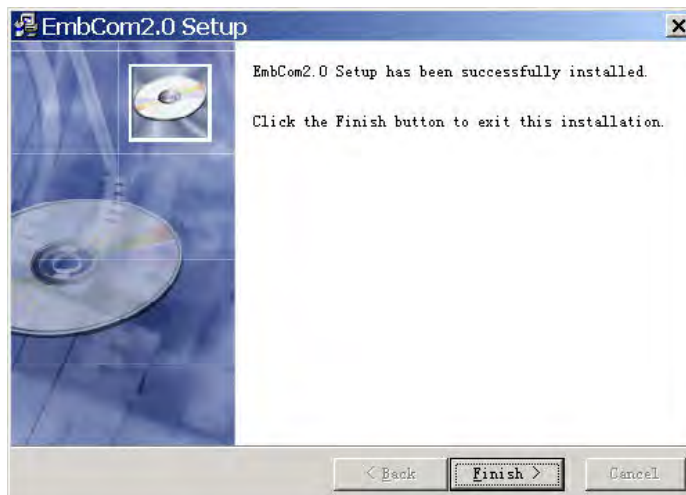 EmbCom2.0 Setup
EmbCom2.0 Setup has been successfully installed.
Click the Finish button to exit this installation.
< Back
Finish >
Cancel